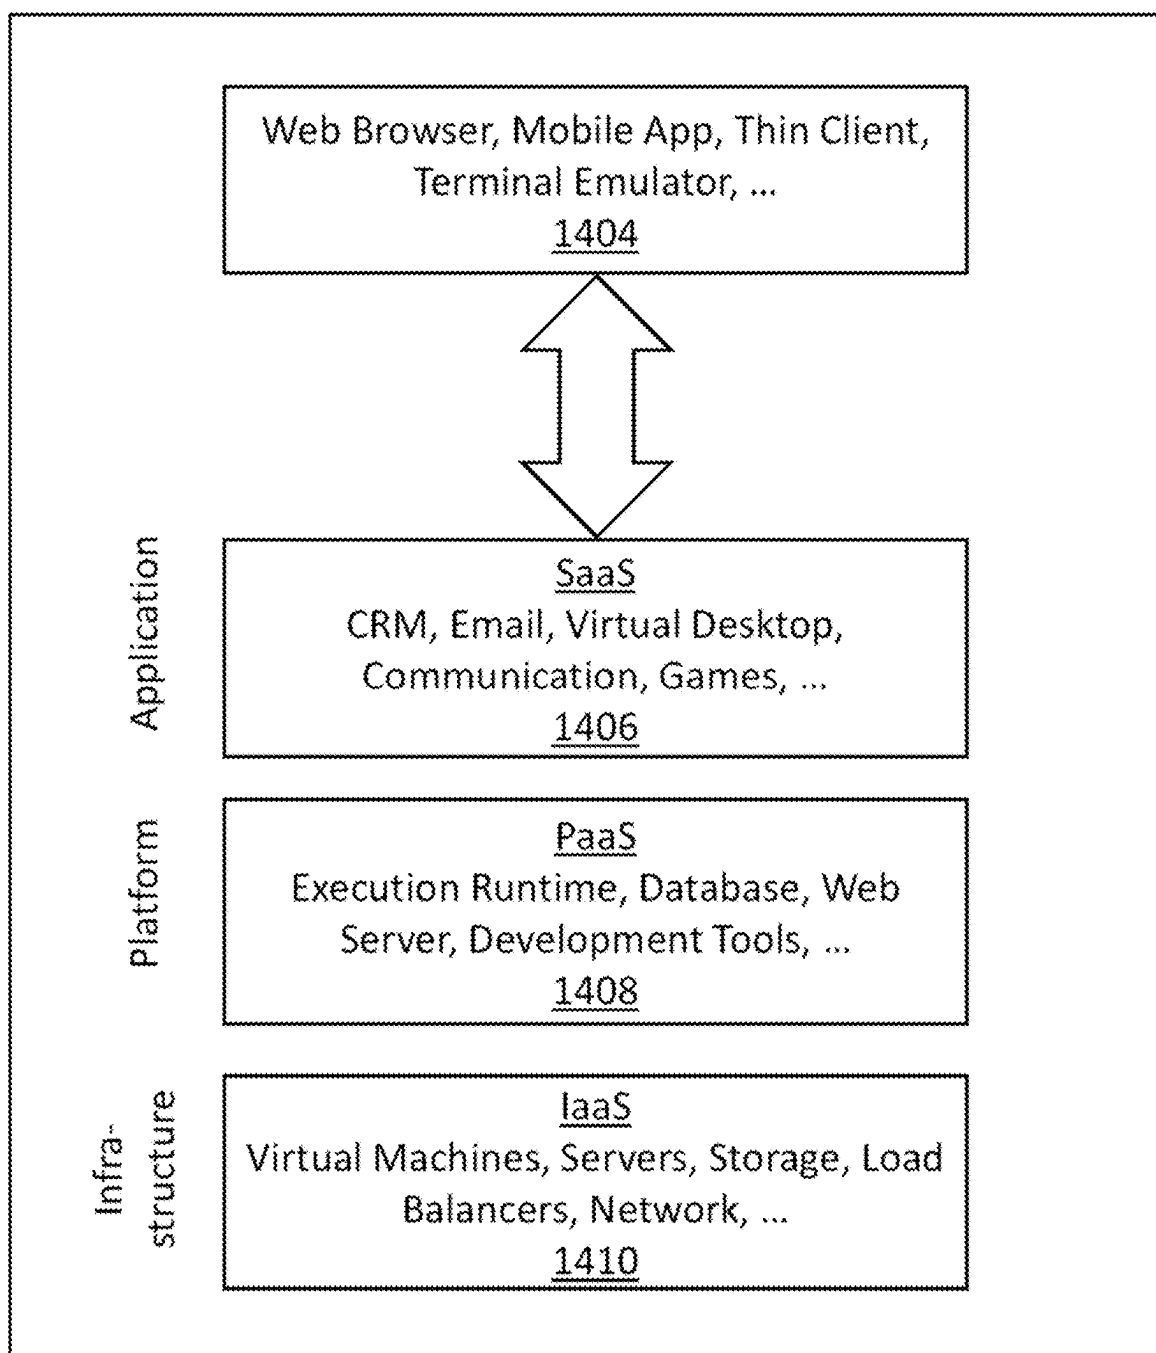 Web Browser, Mobile App, Thin Client,
Terminal Emulator, ...
1404
Application
SaaS
CRM, Email, Virtual Desktop,
Communication, Games, ...
1406
Platform
PaaS
Execution Runtime, Database, Web
Server, Development Tools, ...
1408
Infra-
structure
IaaS
Virtual Machines, Servers, Storage, Load
Balancers, Network, ...
1410